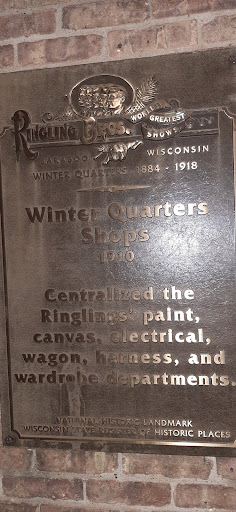 Ringling Bros.
WORLD'S GREATEST SHOWS
BARABOO WISCONSIN
WINTER QUARTERS 1884 - 1918
Winter Quarters
Shops
1910
Centralized the
Ringlings' paint,
canvas, electrical,
wagon, harness, and
wardrobe departments.
NATIONAL HISTORIC LANDMARK
WISCONSIN STATE REGISTER OF HISTORIC PLACES